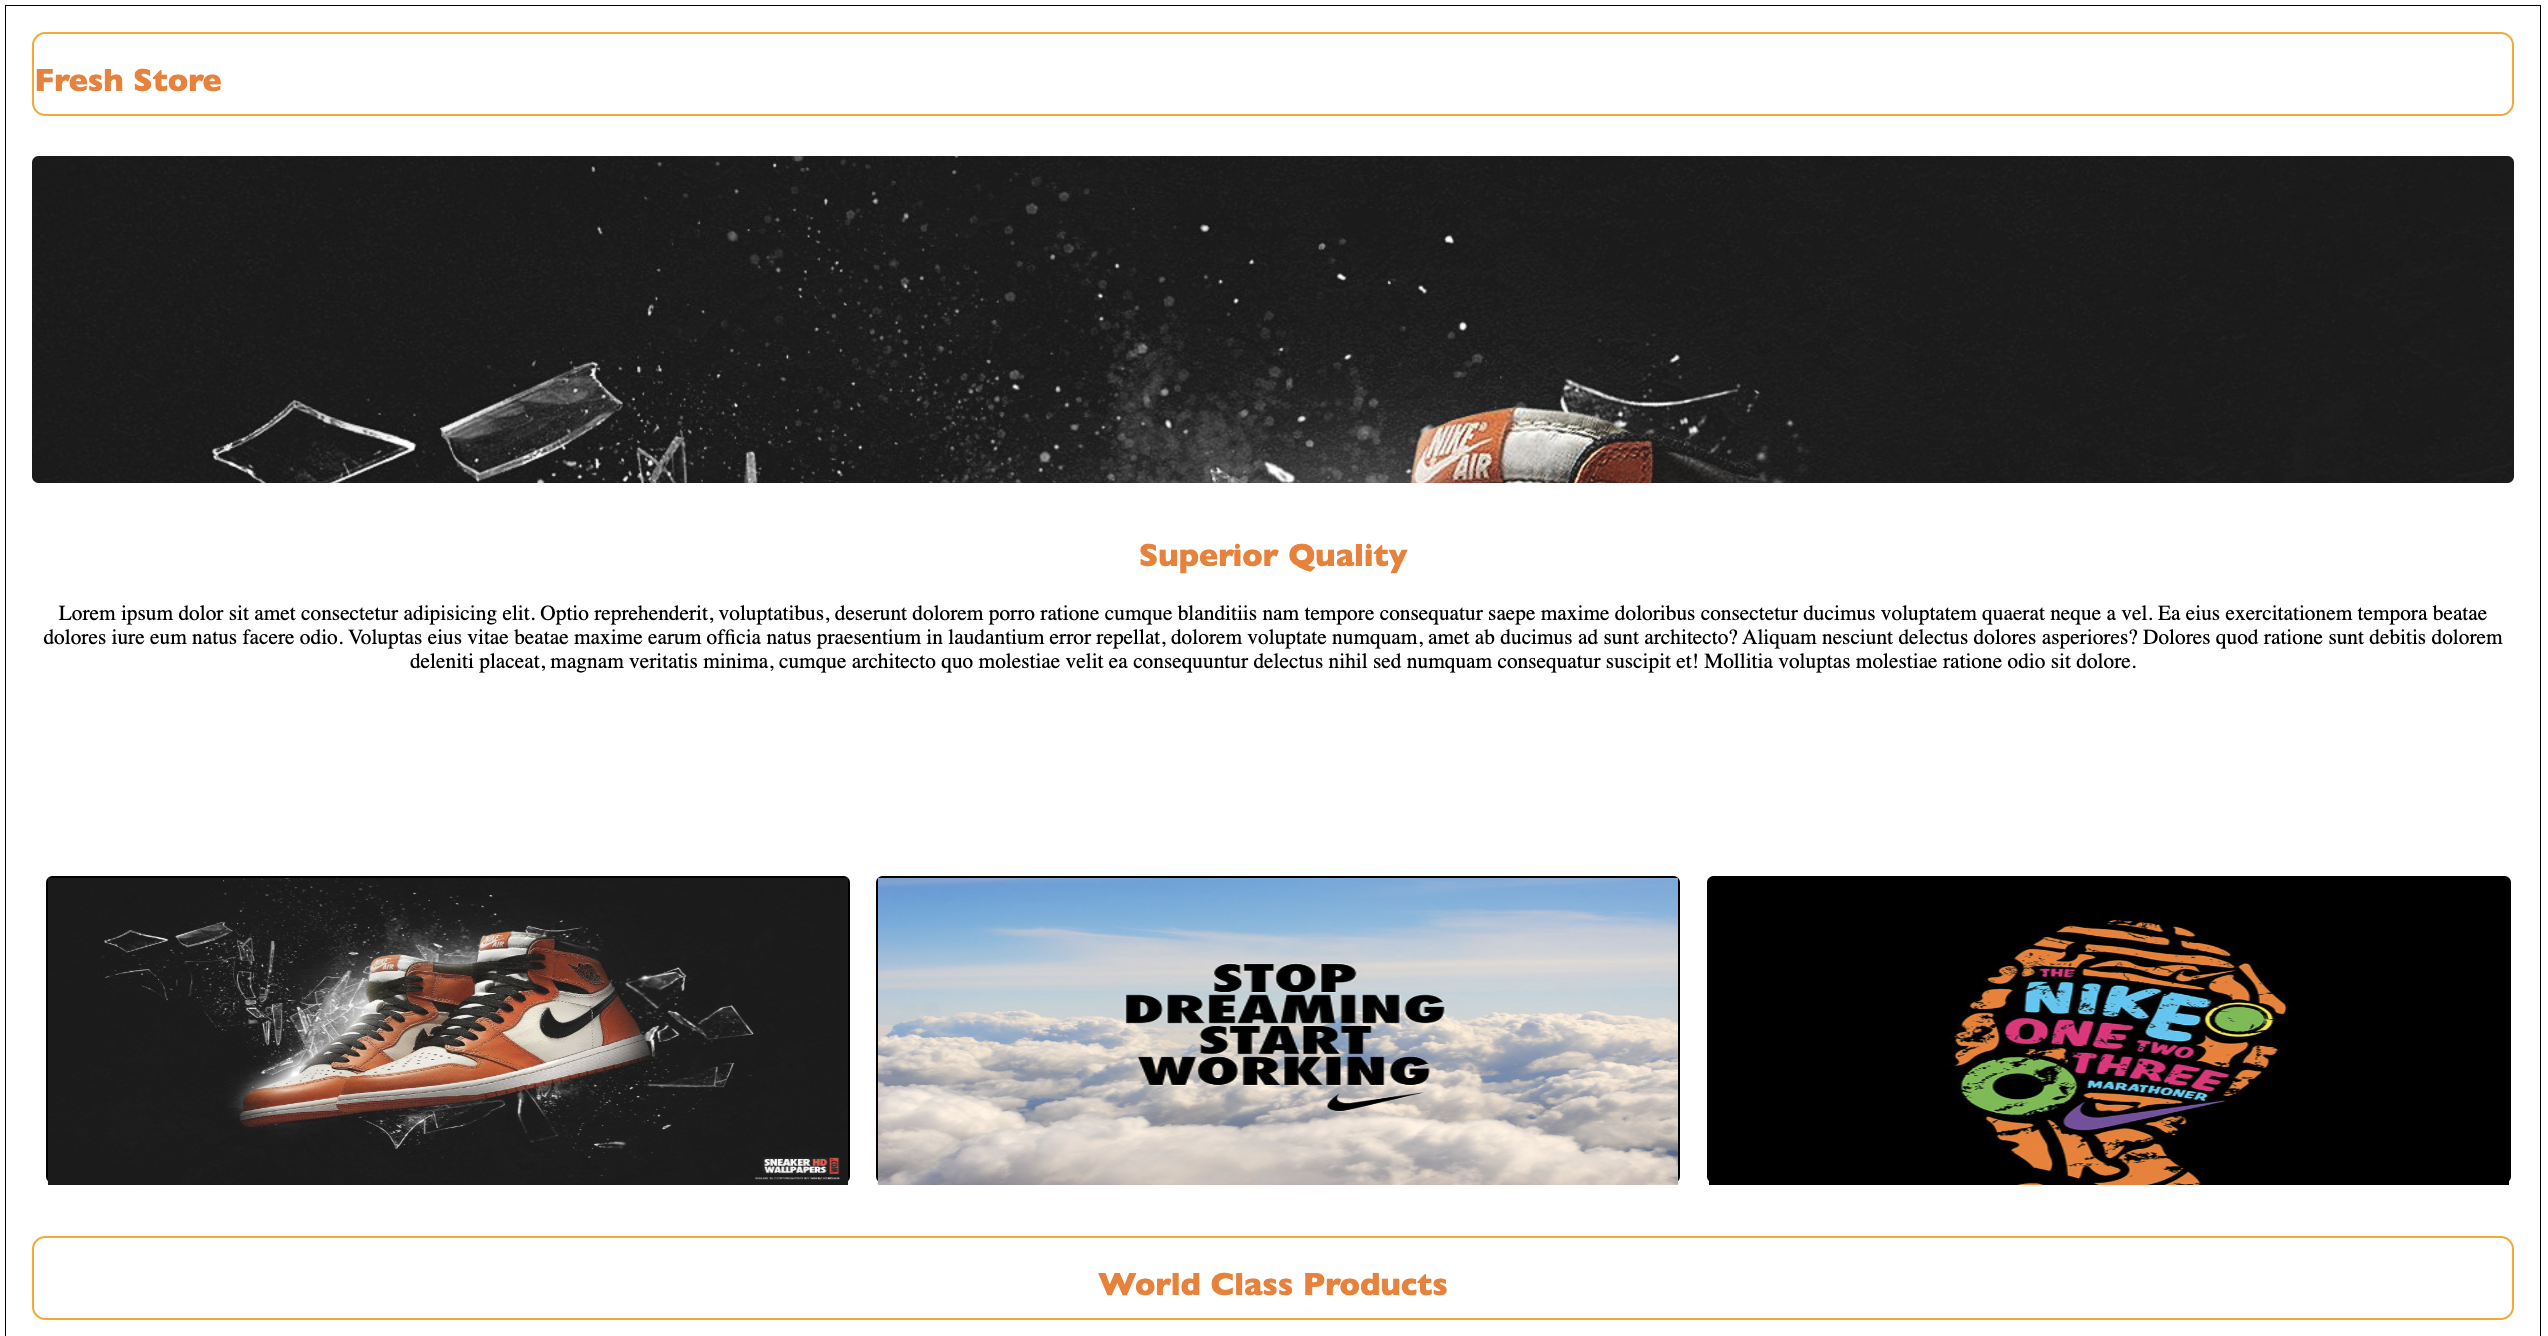 Fresh Store
NIKE
AIR
Superior Quality
Lorem ipsum dolor sit amet consectetur adipisicing elit. Optio reprehenderit, voluptatibus, deserunt dolorem porro ratione cumque blanditiis nam tempore consequatur saepe maxime doloribus consectetur ducimus voluptatem quaerat neque a vel. Ea eius exercitationem tempora beatae
dolores iure eum natus facere odio. Voluptas eius vitae beatae maxime earum officia natus praesentium in laudantium error repellat, dolorem voluptate numquam, amet ab ducimus ad sunt architecto? Aliquam nesciunt delectus dolores asperiores? Dolores quod ratione sunt debitis dolorem
deleniti placeat, magnam veritatis minima, cumque architecto quo molestiae velit ea consequuntur delectus nihil sed numquam consequatur suscipit et! Mollitia voluptas molestiae ratione odio sit dolore.
NIKE
AIR
NIKE
AIR
SNEAKER HD
WALLPAPERS
STOP
DREAMING
START
WORKING
THE
NIKE
ONE TWO
THREE
MARATHONER
World Class Products